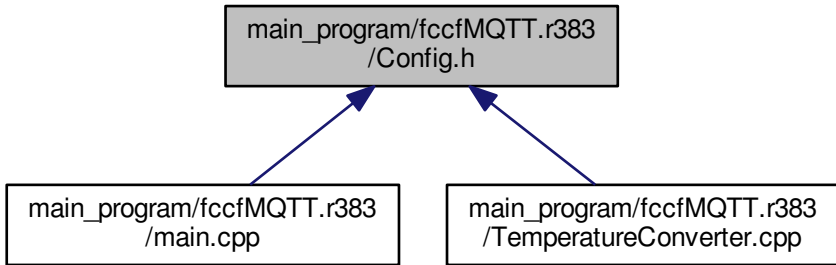 main_program/fccfMQTT.r383
/Config.h
main_program/fccfMQTT.r383
/main.cpp
main_program/fccfMQTT.r383
/TemperatureConverter.cpp